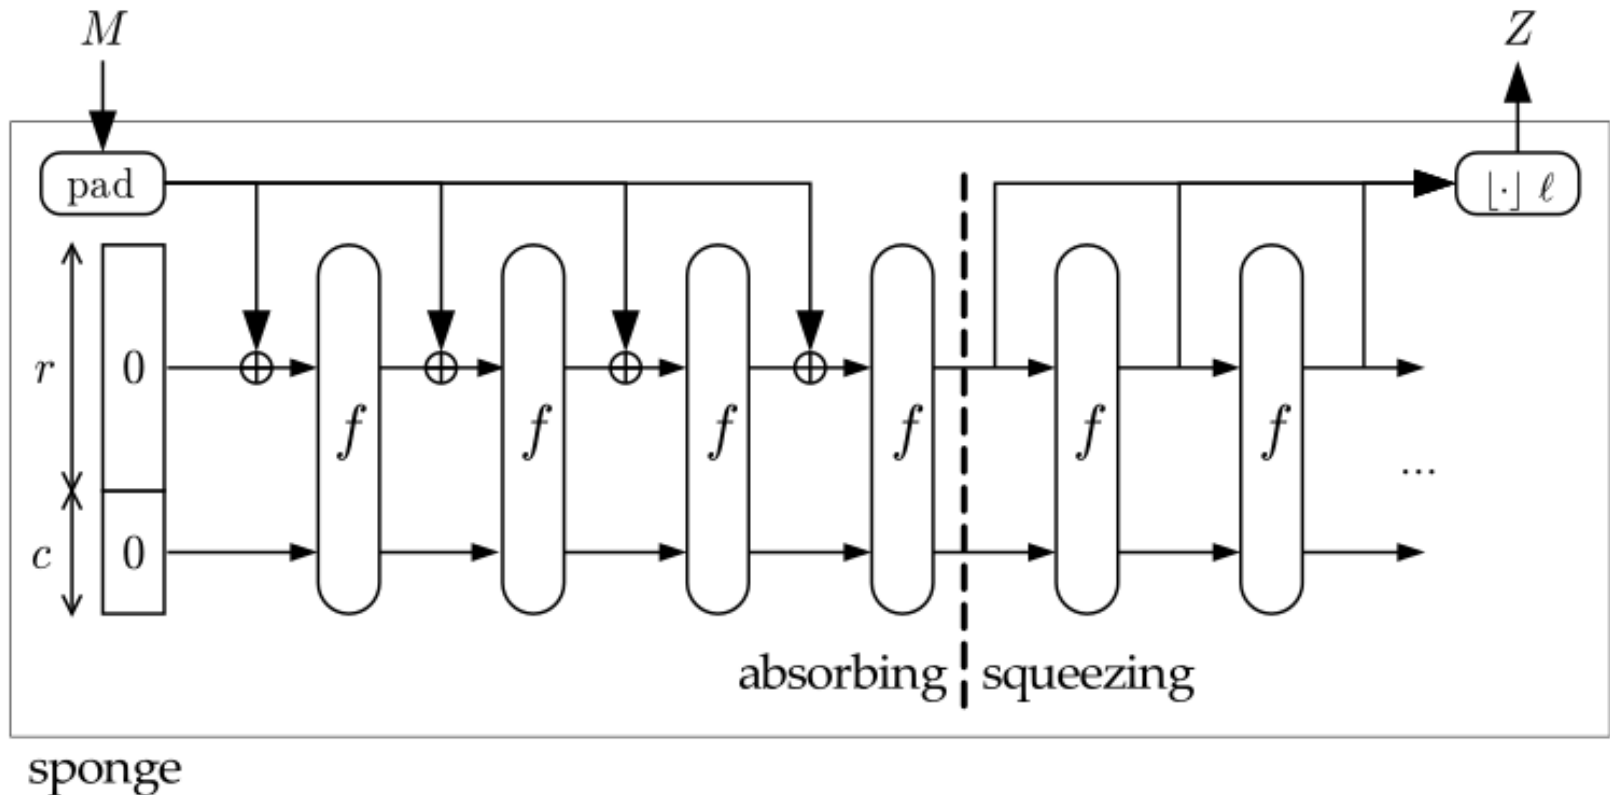 M
Z
pad
⌊·⌋ ℓ
r
0
f
f
f
f
f
f
...
c
0
absorbing
squeezing
sponge